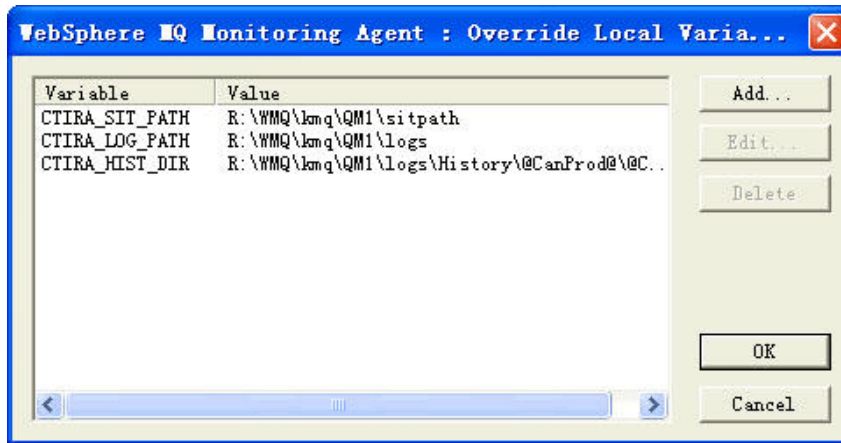 WebSphere MQ Monitoring Agent : Override Local Varia...
Variable Value
CTIRA_SIT_PATH R:\WMQ\kmq\QM1\sitpath
CTIRA_LOG_PATH R:\WMQ\kmq\QM1\logs
CTIRA_HIST_DIR R:\WMQ\kmq\QM1\logs\History\@CanProd@\@C...
Add...
Edit...
Delete
OK
Cancel